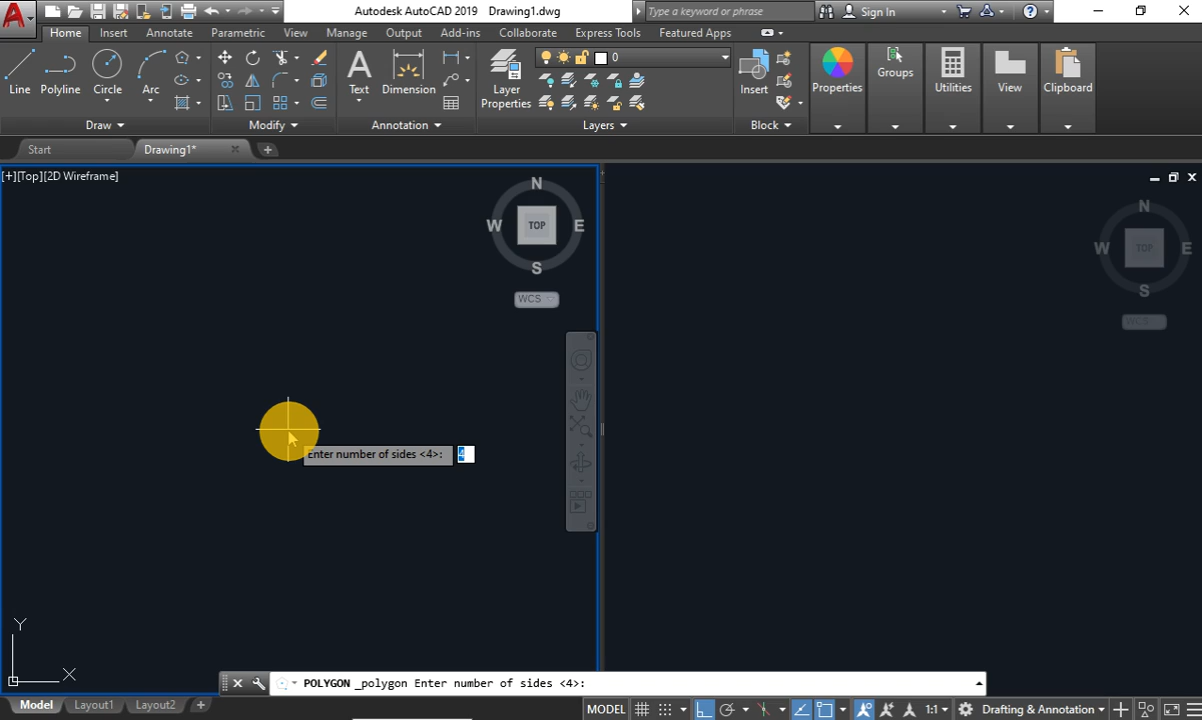 Autodesk AutoCAD 2019 Drawing1.dwg
Type a keyword or phrase
Sign In
Home Insert Annotate Parametric View Manage Output Add-ins Collaborate Express Tools Featured Apps
0
Line Polyline Circle Arc
Text Dimension
Layer Properties
Insert
Properties
Groups
Utilities
View
Clipboard
Draw Modify Annotation Layers Block
Start Drawing1*
[+][Top][2D Wireframe]
N
W TOP E
S
WCS
N
W TOP E
S
WCS
Enter number of sides <4>: 4
Y
X
POLYGON _polygon Enter number of sides <4>:
Model Layout1 Layout2
MODEL 1:1 Drafting & Annotation